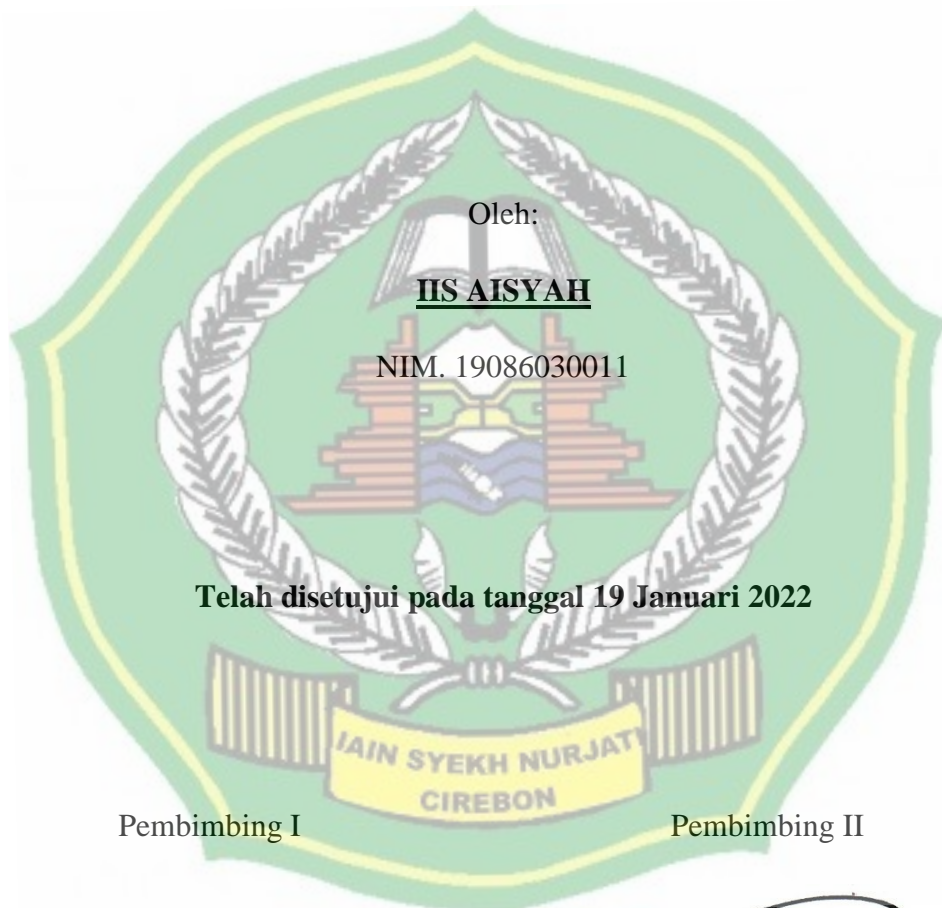 Oleh:
IIS AISYAH
NIM. 19086030011
Telah disetujui pada tanggal 19 Januari 2022
IAIN SYEKH NURJATI
CIREBON
Pembimbing I Pembimbing II